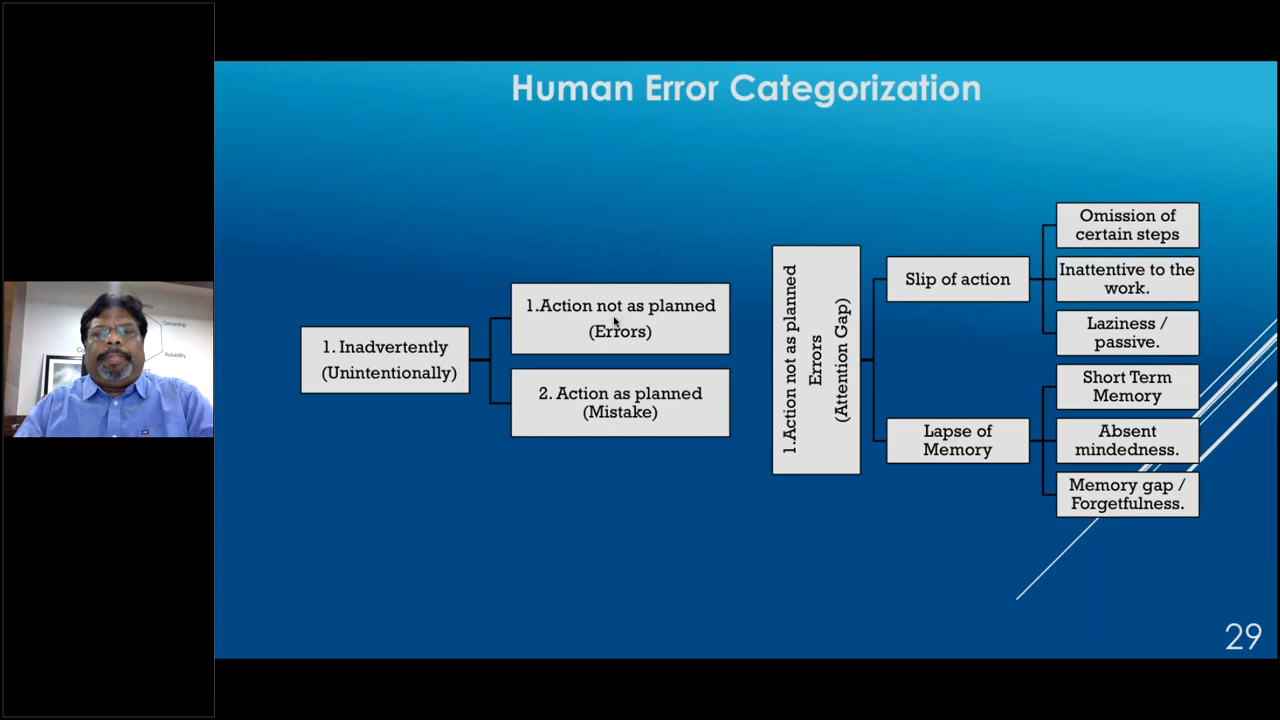 Human Error Categorization
1. Inadvertently
(Unintentionally)
1.Action not as planned
(Errors)
2. Action as planned
(Mistake)
1.Action not as planned
Errors
(Attention Gap)
Slip of action
Omission of
certain steps
Inattentive to the
work.
Laziness /
passive.
Lapse of
Memory
Short Term
Memory
Absent
mindedness.
Memory gap /
Forgetfulness.
29
Ownership
Reliability